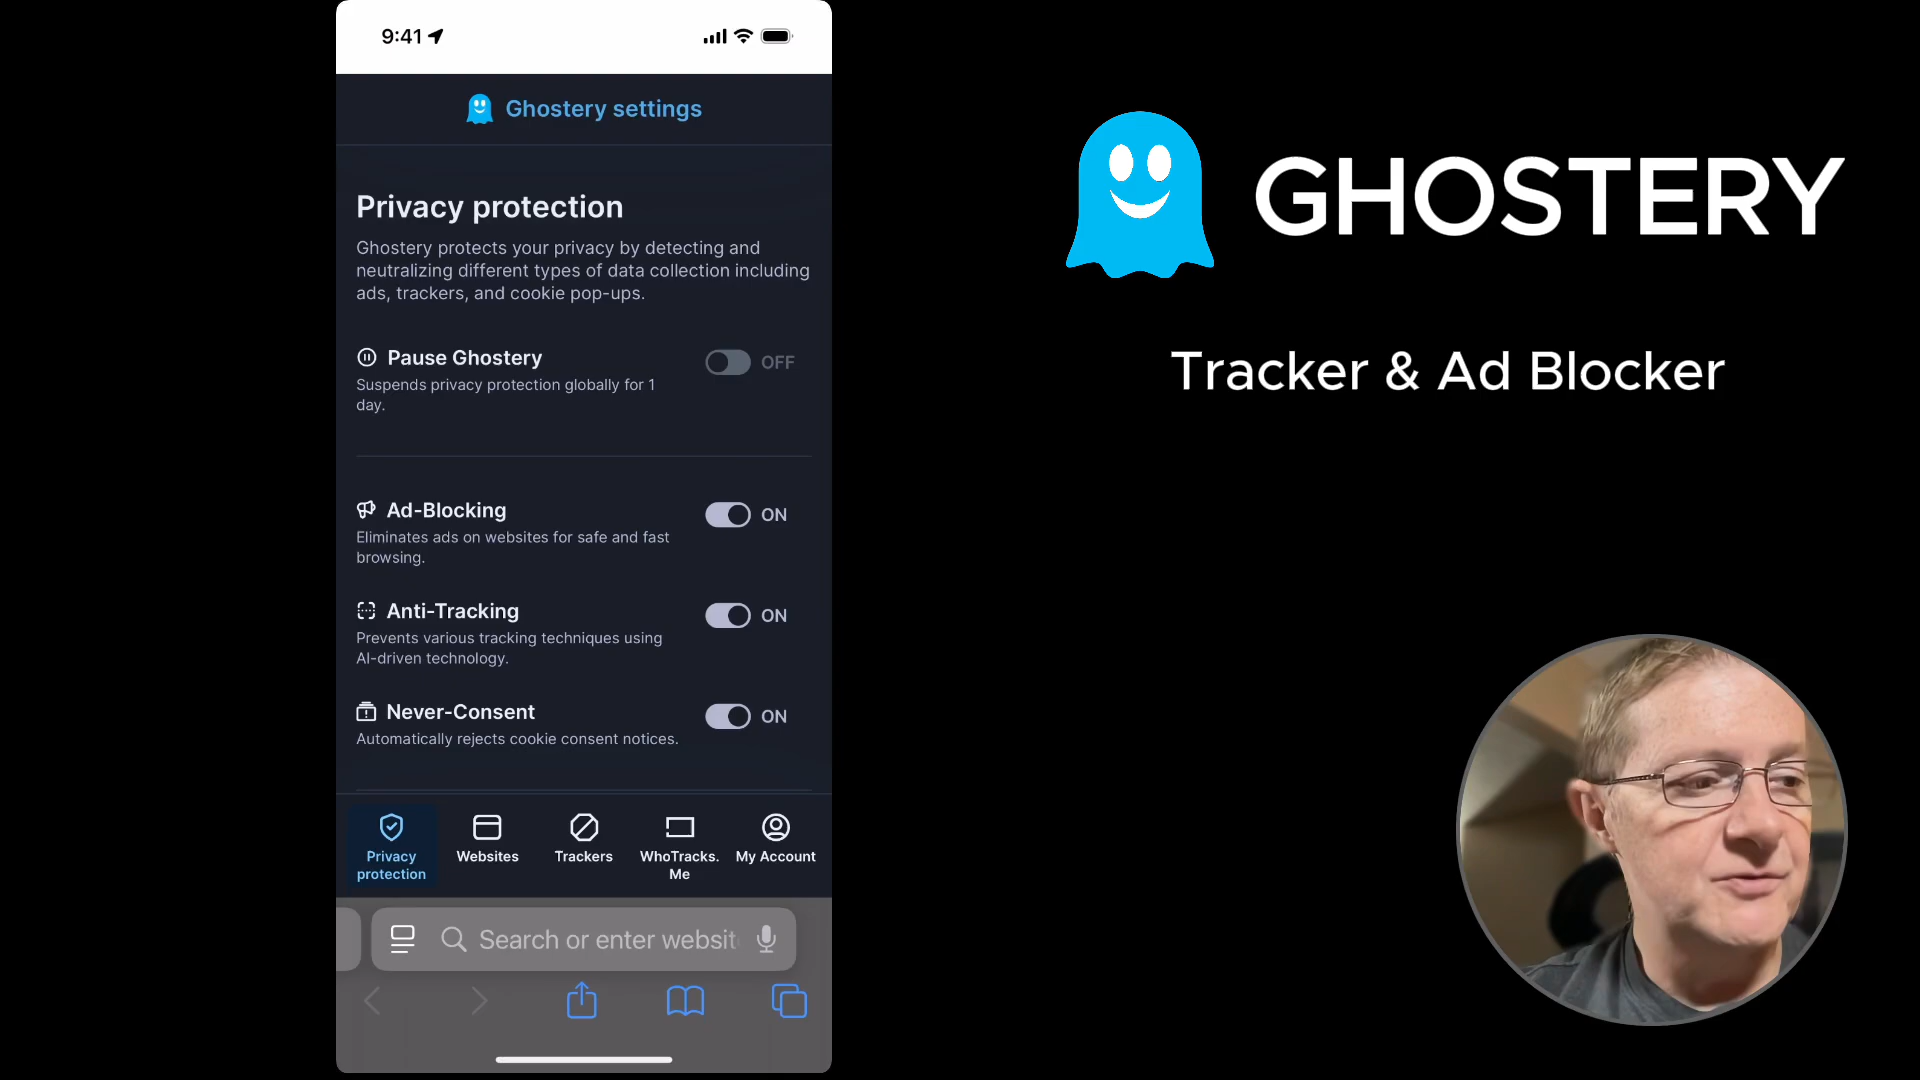 9:41
Ghostery settings
Privacy protection
Ghostery protects your privacy by detecting and
neutralizing different types of data collection including
ads, trackers, and cookie pop-ups.
Pause Ghostery
OFF
Suspends privacy protection globally for 1
day.
Ad-Blocking
ON
Eliminates ads on websites for safe and fast
browsing.
Anti-Tracking
ON
Prevents various tracking techniques using
AI-driven technology.
Never-Consent
ON
Automatically rejects cookie consent notices.
Privacy
protection
Websites
Trackers
WhoTracks.
Me
My Account
Search or enter websit
GHOSTERY
Tracker & Ad Blocker